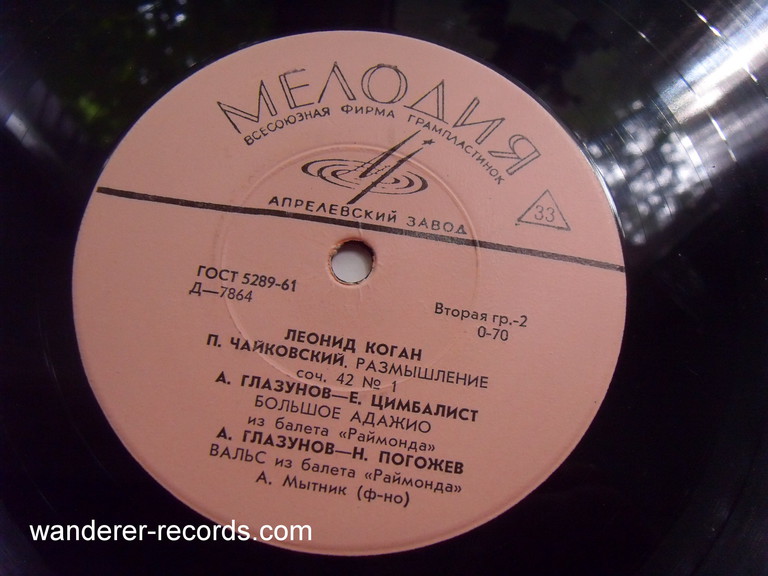 МЕЛОДИЯ
ВСЕСОЮЗНАЯ ФИРМА ГРАМПЛАСТИНОК
АПРЕЛЕВСКИЙ ЗАВОД
33
ГОСТ 5289-61
Д—7864
Вторая гр.-2
0-70
ЛЕОНИД КОГАН
П. ЧАЙКОВСКИЙ. РАЗМЫШЛЕНИЕ
соч. 42 № 1
А. ГЛАЗУНОВ—Е. ЦИМБАЛИСТ
БОЛЬШОЕ АДАЖИО
из балета «Раймонда»
А. ГЛАЗУНОВ—Н. ПОГОЖЕВ
ВАЛЬС из балета «Раймонда»
А. Мытник (ф-но)
wanderer-records.com